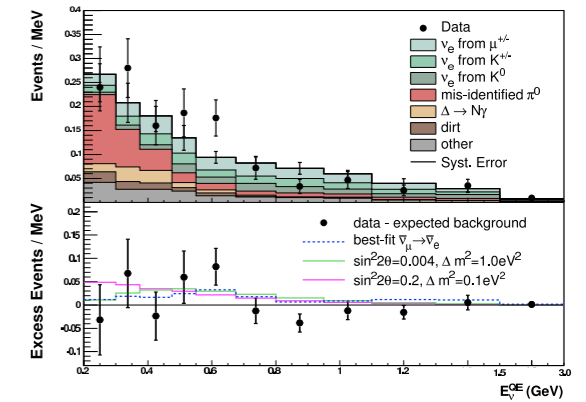 Events / MeV
0.4
0.35
0.3
0.25
0.2
0.15
0.1
0.05
Data
νe from μ+/-
νe from K+/-
νe from K0
mis-identified π0
Δ → Nγ
dirt
other
Syst. Error
Excess Events / MeV
0.2
0.15
0.1
0.05
0
-0.05
-0.1
data - expected background
best-fit ν̄μ→ν̄e
sin²2θ=0.004, Δ m²=1.0eV²
sin²2θ=0.2, Δ m²=0.1eV²
0.2 0.4 0.6 0.8 1.0 1.2 1.5 3.0
EνQE (GeV)